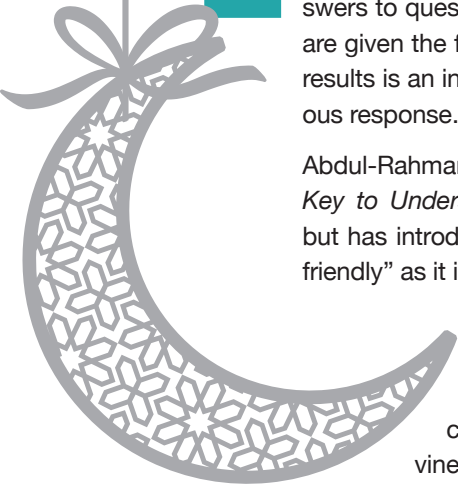 swers to ques
are given the f
results is an in
ous response.
Abdul-Rahman
Key to Under
but has introd
friendly” as it i
c
vine